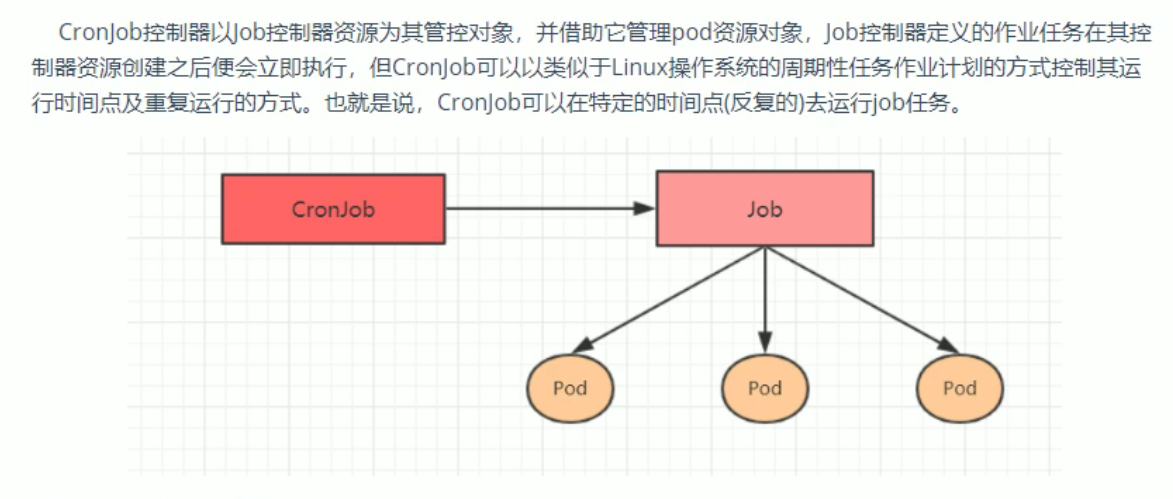 CronJob控制器以Job控制器资源为其管控对象，并借助它管理pod资源对象，Job控制器定义的作业任务在其控
制器资源创建之后便会立即执行，但CronJob可以以类似于Linux操作系统的周期性任务作业计划的方式控制其运
行时间点及重复运行的方式。也就是说，CronJob可以在特定的时间点(反复的)去运行job任务。
CronJob
Job
Pod
Pod
Pod